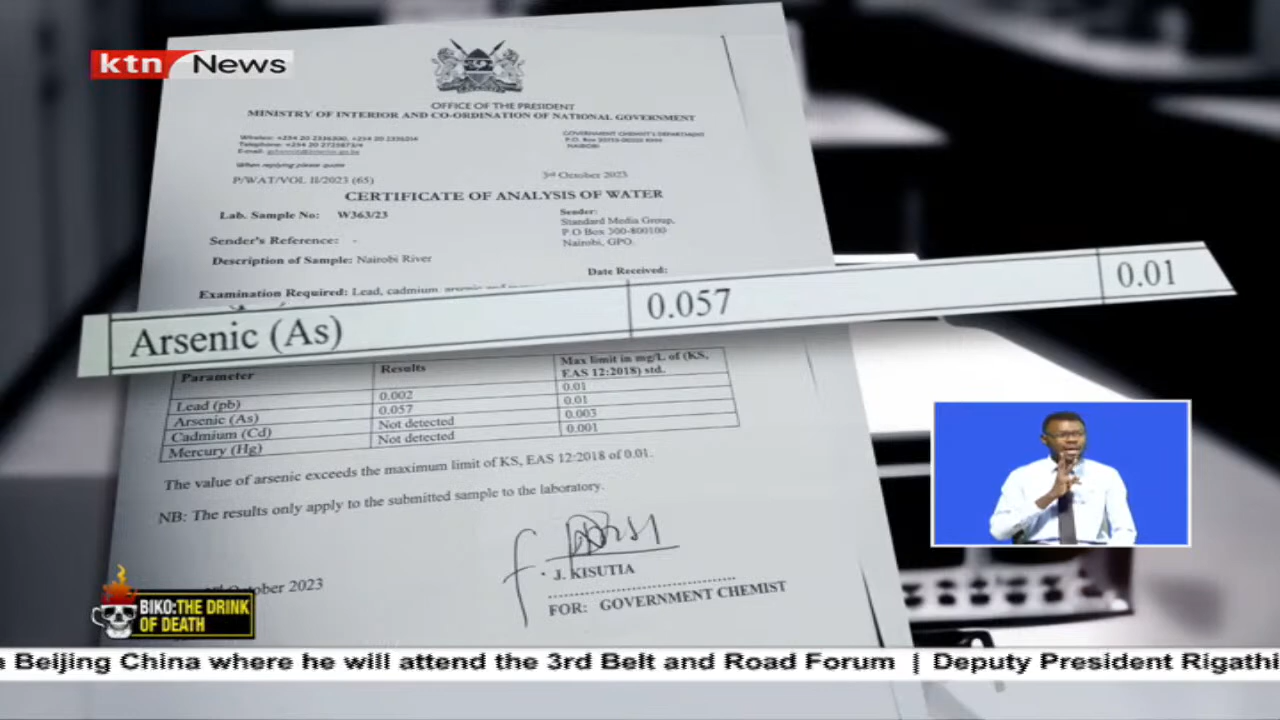 ktn News
OFFICE OF THE PRESIDENT
MINISTRY OF INTERIOR AND CO-ORDINATION OF NATIONAL GOVERNMENT
GOVERNMENT CHEMIST'S DEPARTMENT
NAIROBI
When replying please quote
P/WAT/VOL II/2023 (65)
3rd October 2023
CERTIFICATE OF ANALYSIS OF WATER
Lab. Sample No: W363/23
Sender:
Standard Media Group,
P.O Box 300-800100
Nairobi, GPO.
Sender's Reference: -
Description of Sample: Nairobi River
Date Received:
Examination Required: Lead, cadmium, arsenic and
Arsenic (As) 0.057 0.01
Parameter Results Max limit in mg/L of (KS, EAS 12:2018) std.
Lead (pb) 0.002 0.01
Arsenic (As) 0.057 0.01
Cadmium (Cd) Not detected 0.003
Mercury (Hg) Not detected 0.001
The value of arsenic exceeds the maximum limit of KS, EAS 12:2018 of 0.01.
NB: The results only apply to the submitted sample to the laboratory.
J. KISUTIA
October 2023
FOR: GOVERNMENT CHEMIST
BIKO:THE DRINK
OF DEATH
Beijing China where he will attend the 3rd Belt and Road Forum | Deputy President Rigathi